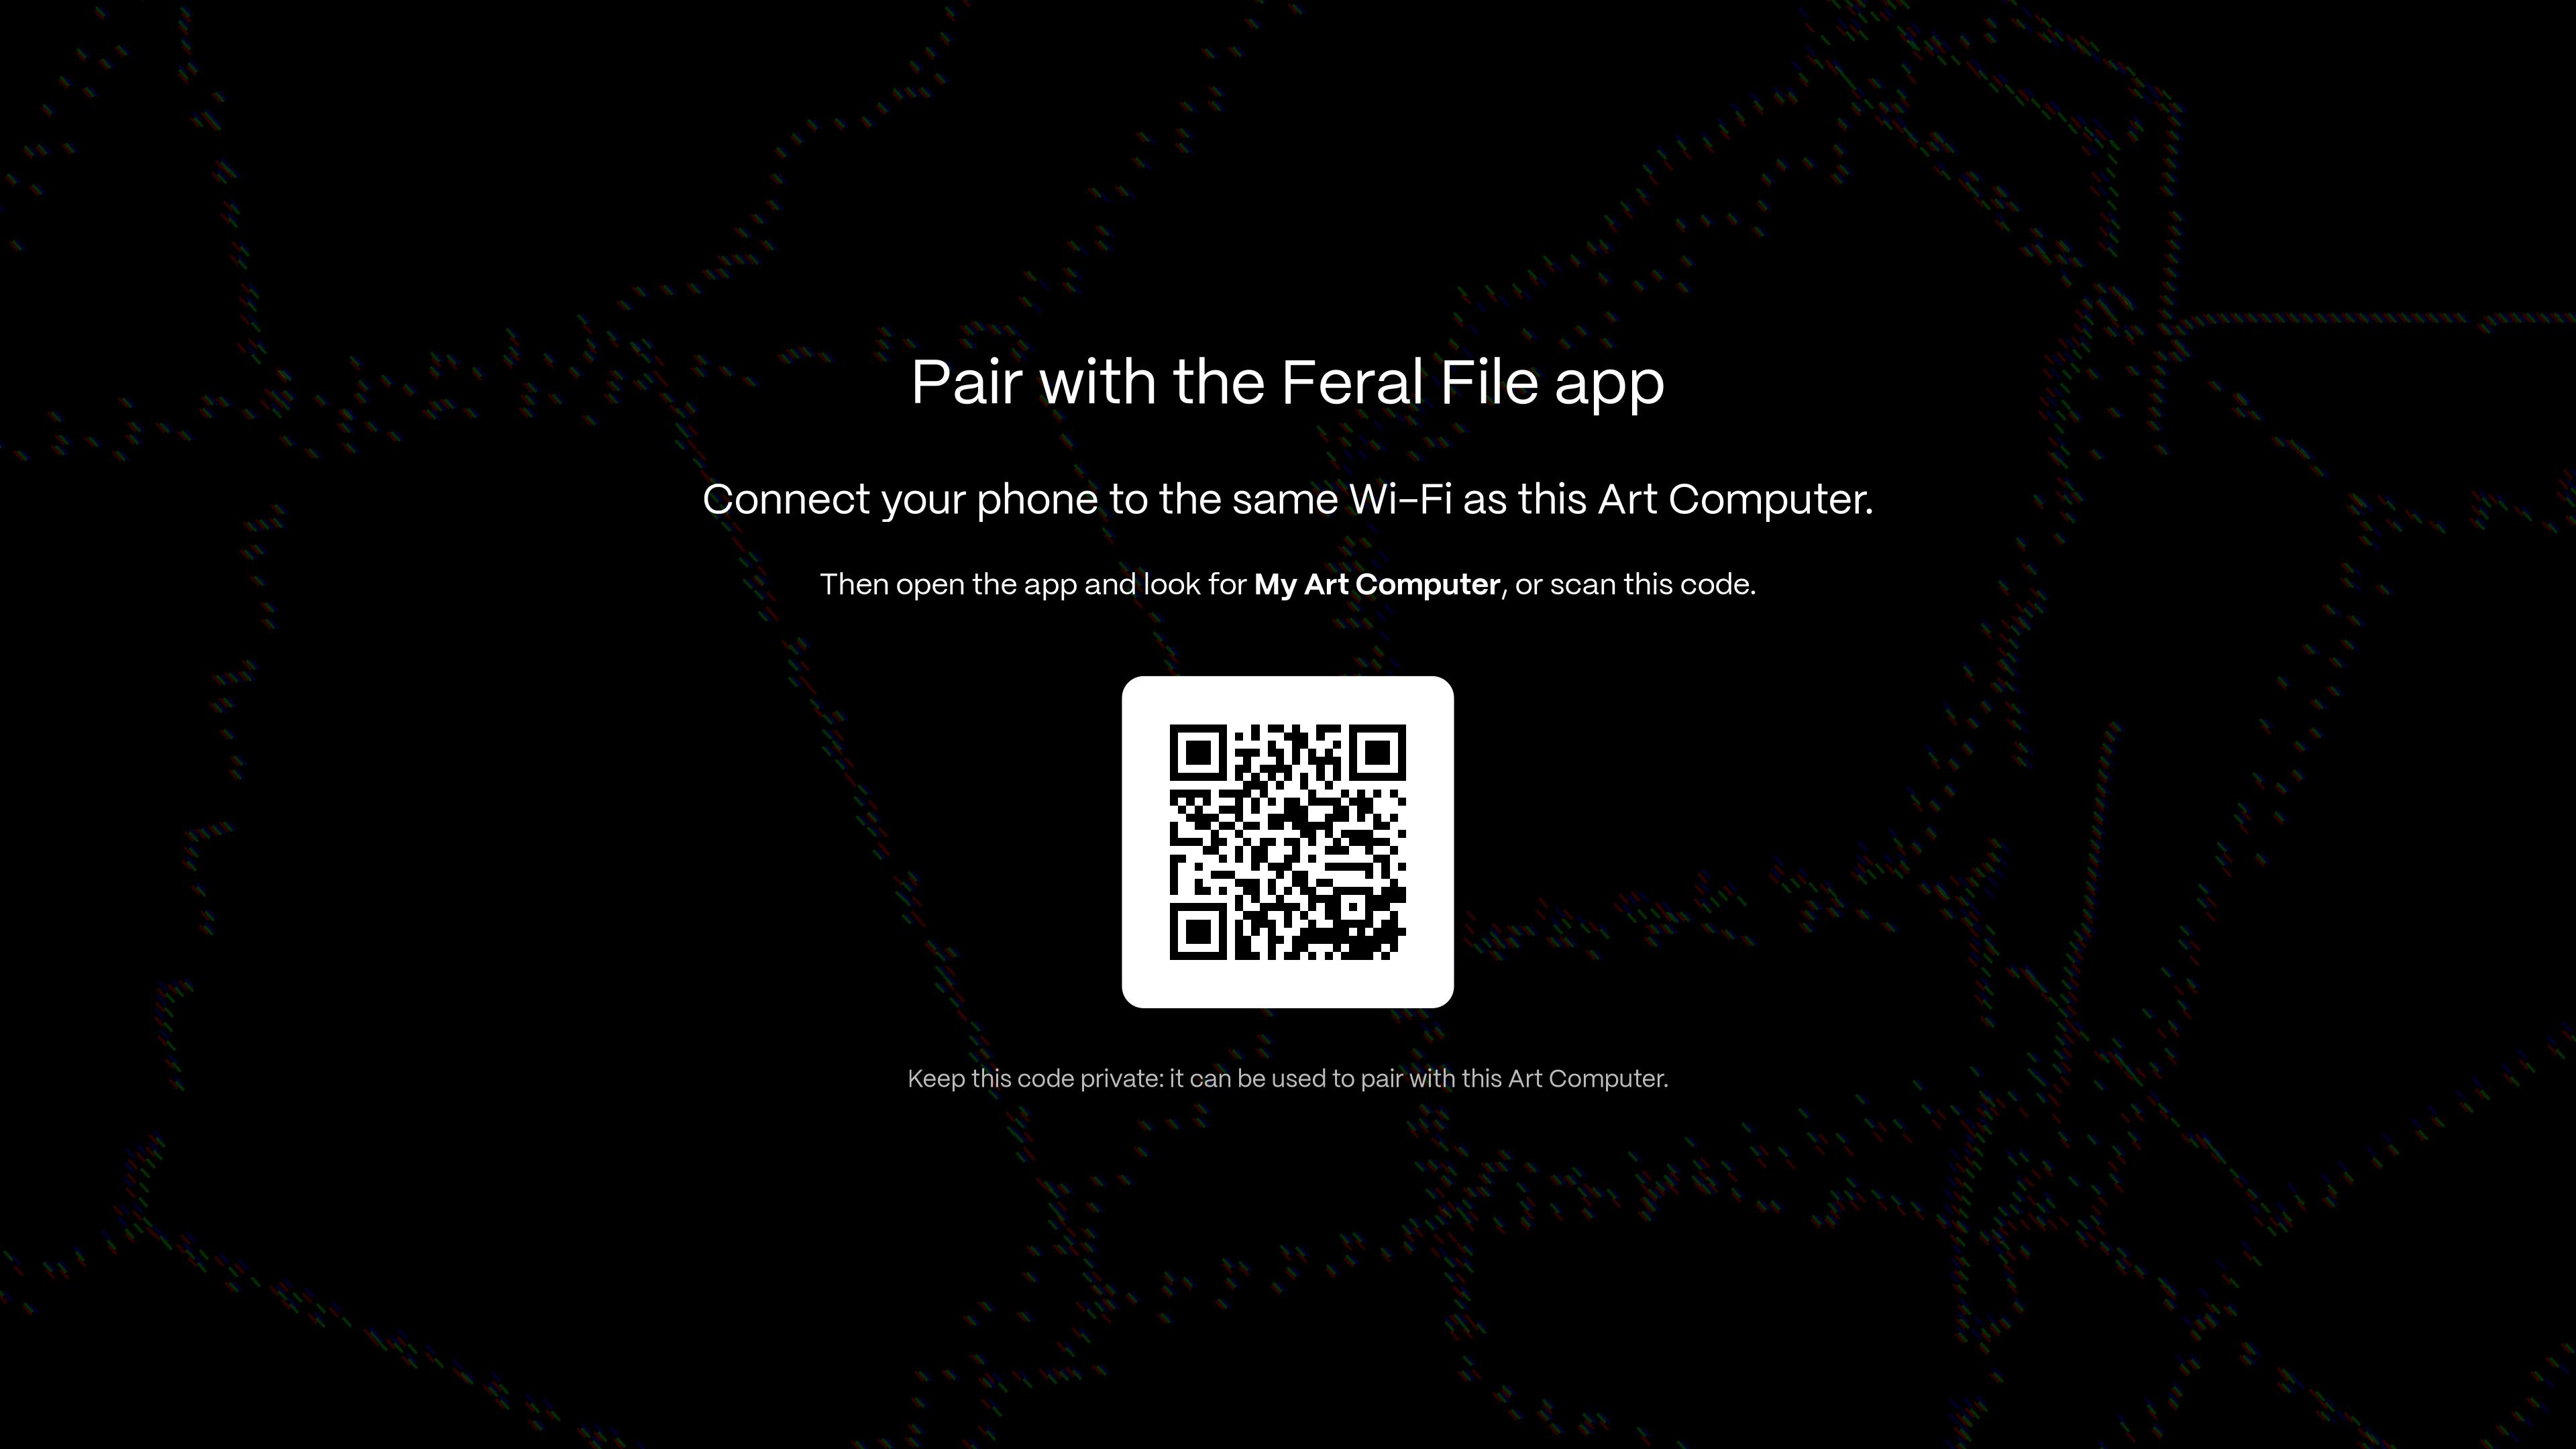 Pair with the Feral File app
Connect your phone to the same Wi-Fi as this Art Computer.
Then open the app and look for My Art Computer, or scan this code.
Keep this code private: it can be used to pair with this Art Computer.